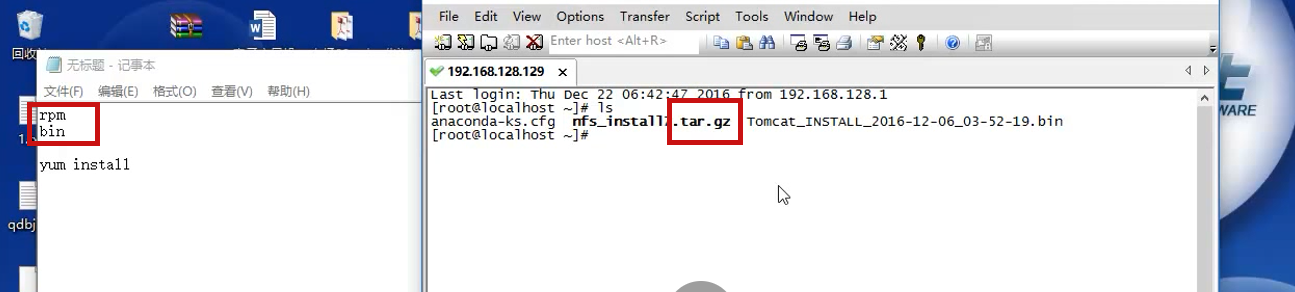 File Edit View Options Transfer Script Tools Window Help
Enter host <Alt+R>
无标题 - 记事本
文件(F) 编辑(E) 格式(O) 查看(V) 帮助(H)
rpm
bin
yum install
192.168.128.129
Last login: Thu Dec 22 06:42:47 2016 from 192.168.128.1
[root@localhost ~]# ls
anaconda-ks.cfg nfs_install2.tar.gz Tomcat_INSTALL_2016-12-06_03-52-19.bin
[root@localhost ~]#
回收
1.
qdbj
WARE